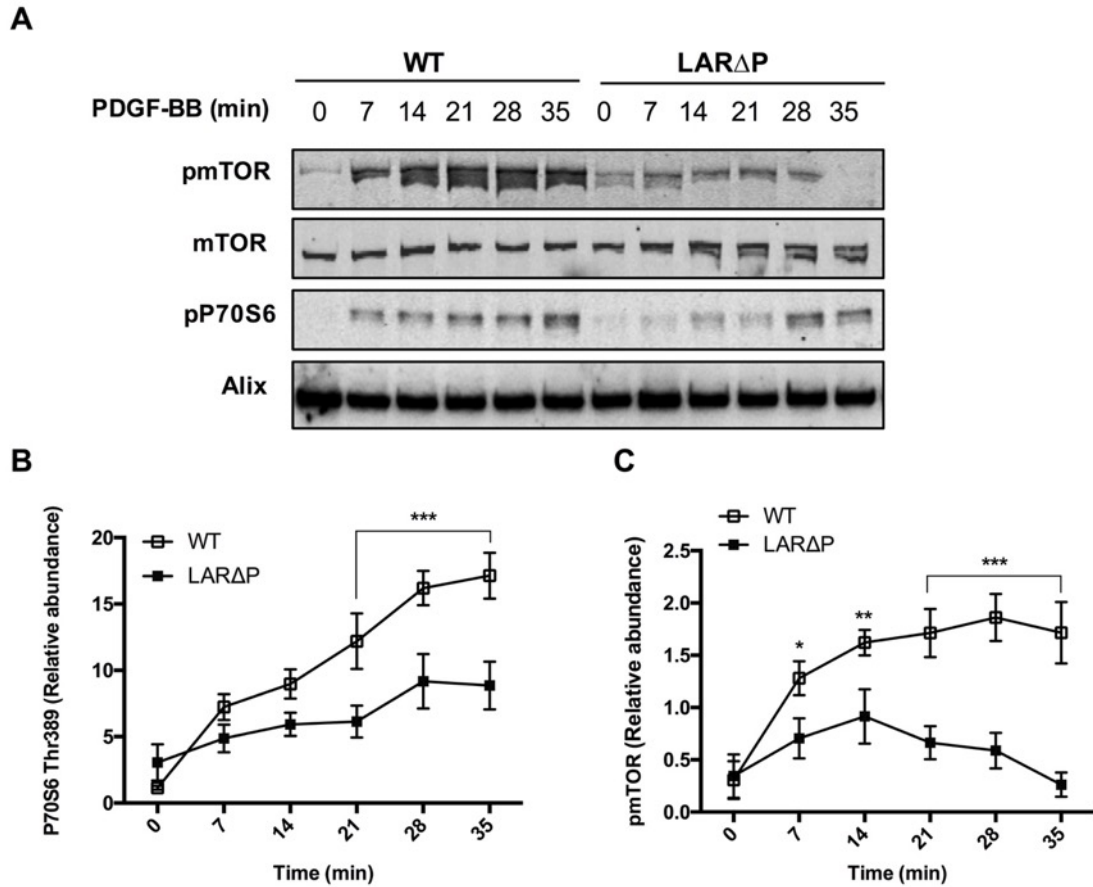 A
WT LARΔP
PDGF-BB (min) 0 7 14 21 28 35 0 7 14 21 28 35
pmTOR
mTOR
pP70S6
Alix
B
P70S6 Thr389 (Relative abundance)
WT
LARΔP
***
20
15
10
5
0
0 7 14 21 28 35
Time (min)
C
pmTOR (Relative abundance)
WT
LARΔP
* ** ***
2.5
2.0
1.5
1.0
0.5
0.0
0 7 14 21 28 35
Time (min)